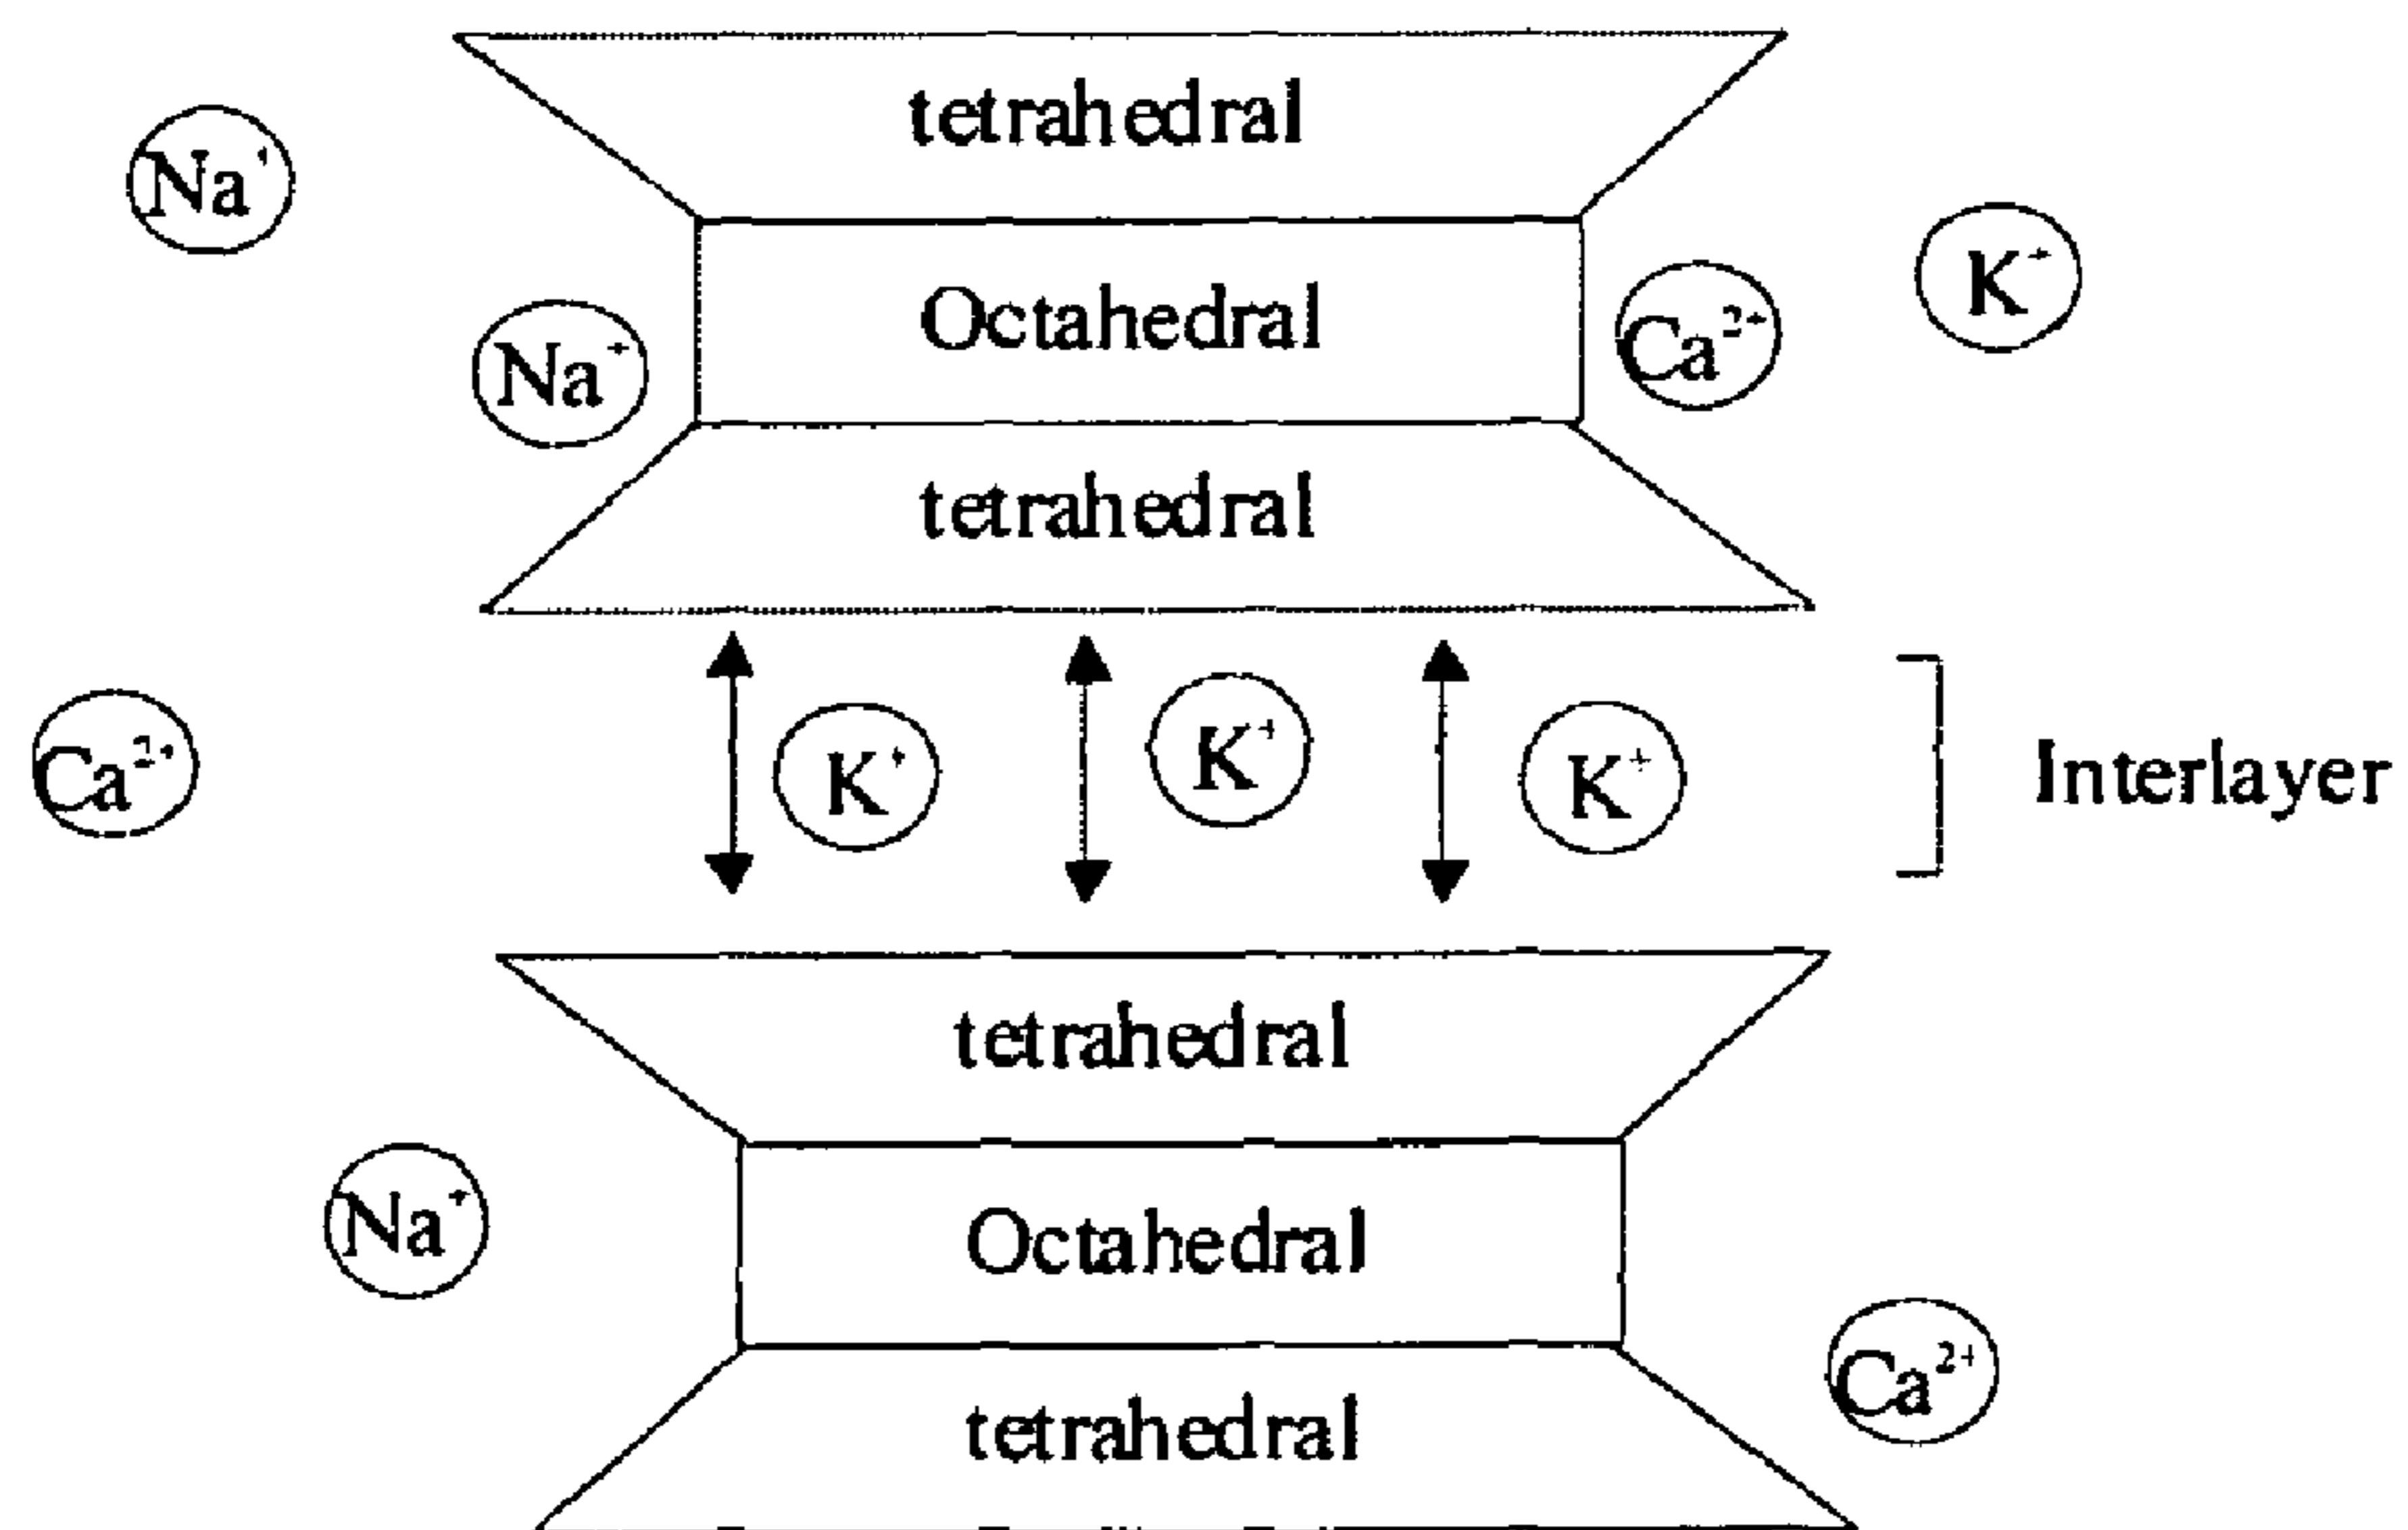 tetrahedral
Na⁺
Octahedral
K⁺
Na⁺
Ca²⁺
tetrahedral
Ca²⁺
K⁺
K⁺
K⁺
Interlayer
tetrahedral
Na⁺
Octahedral
Ca²⁺
tetrahedral